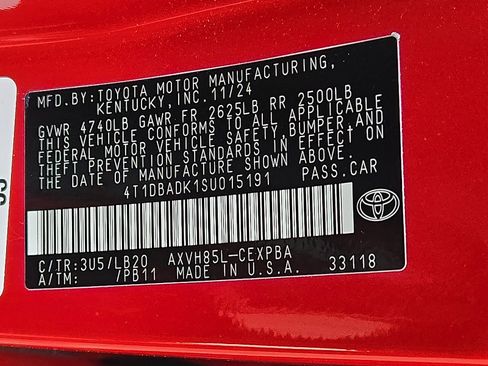 MFD.BY:TOYOTA MOTOR MANUFACTURING,
KENTUCKY,INC.11/24
GVWR 4740LB GAWR FR 2625LB RR 2500LB
THIS VEHICLE CONFORMS TO ALL APPLICABLE
FEDERAL MOTOR VEHICLE SAFETY,BUMPER,AND
THEFT PREVENTION STANDARDS IN EFFECT ON
THE DATE OF MANUFACTURE SHOWN ABOVE.
4T1DBADK1SU015191 PASS.CAR
C/TR:3U5/LB20 AXVH85L-CEXPBA
A/TM: /PB11 MADE IN U.S.A. 33118